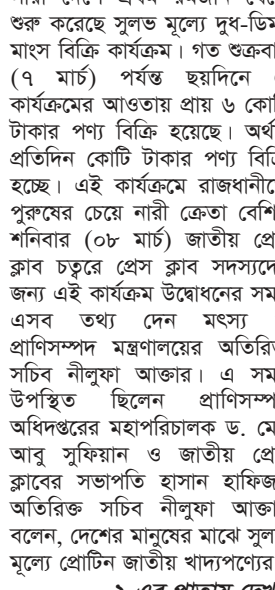 শুরু করেছে সুলভ মূল্যে দুধ-ডিম
মাংস বিক্রি কার্যক্রম। গত শুক্রবা
(৭ মার্চ) পর্যন্ত ছয়দিনে
কার্যক্রমের আওতায় প্রায় ৬ কোটি
টাকার পণ্য বিক্রি হয়েছে। অর্থা
প্রতিদিন কোটি টাকার পণ্য বিক্রি
হচ্ছে। এই কার্যক্রমে রাজধানীতে
পুরুষের চেয়ে নারী ক্রেতা বেশি
শনিবার (০৮ মার্চ) জাতীয় প্রে
ক্লাব চত্বরে প্রেস ক্লাব সদস্যদে
জন্য এই কার্যক্রম উদ্বোধনের সম
এসব তথ্য দেন মৎস্য
প্রাণিসম্পদ মন্ত্রণালয়ের অতিরিক্ত
সচিব নীলুফা আক্তার। এ সম
উপস্থিত ছিলেন প্রাণিসম্প
অধিদপ্তরের মহাপরিচালক ড. মো
আবু সুফিয়ান ও জাতীয় প্রে
ক্লাবের সভাপতি হাসান হাফিজ
অতিরিক্ত সচিব নীলুফা আক্তা
বলেন, দেশের মানুষের মাঝে সুল
মূল্যে প্রোটিন জাতীয় খাদ্যপণ্যের